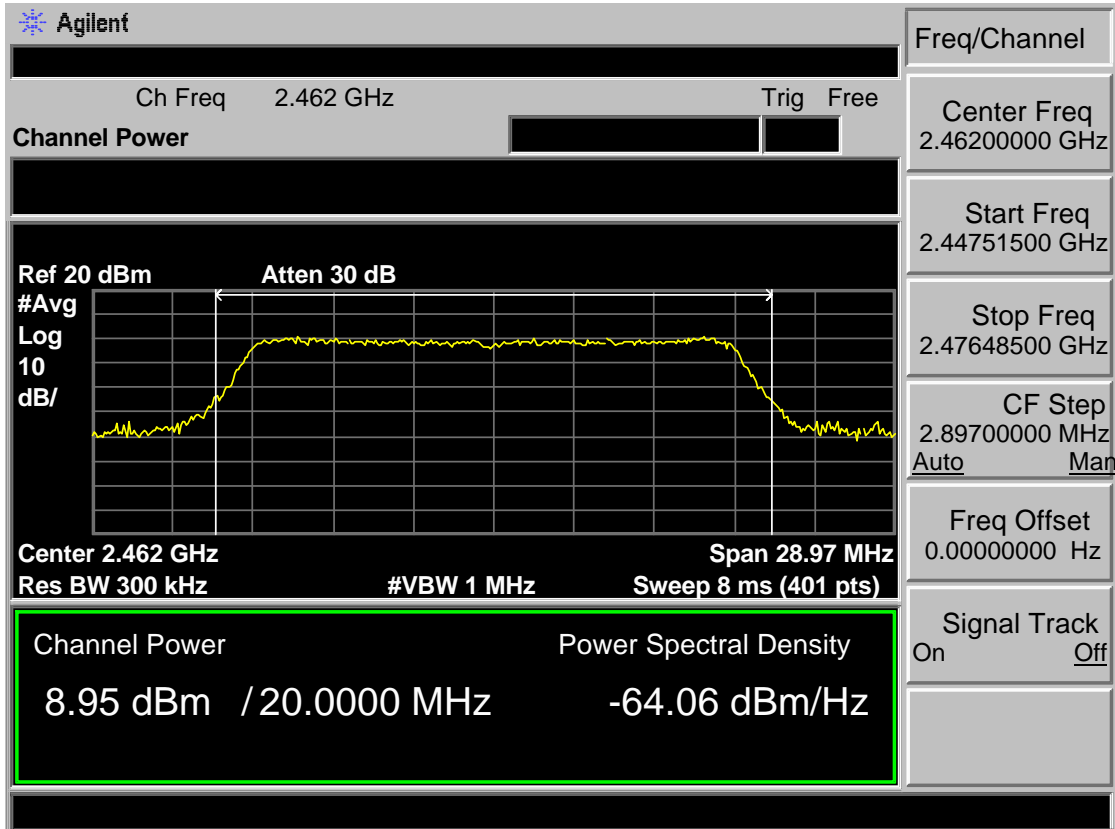 Agilent
Ch Freq 2.462 GHz Trig Free
Channel Power
Ref 20 dBm Atten 30 dB
#Avg
Log
10
dB/
Center 2.462 GHz Span 28.97 MHz
Res BW 300 kHz #VBW 1 MHz Sweep 8 ms (401 pts)
Channel Power Power Spectral Density
8.95 dBm / 20.0000 MHz -64.06 dBm/Hz
Freq/Channel
Center Freq
2.46200000 GHz
Start Freq
2.44751500 GHz
Stop Freq
2.47648500 GHz
CF Step
2.89700000 MHz
Auto Man
Freq Offset
0.00000000 Hz
Signal Track
On Off